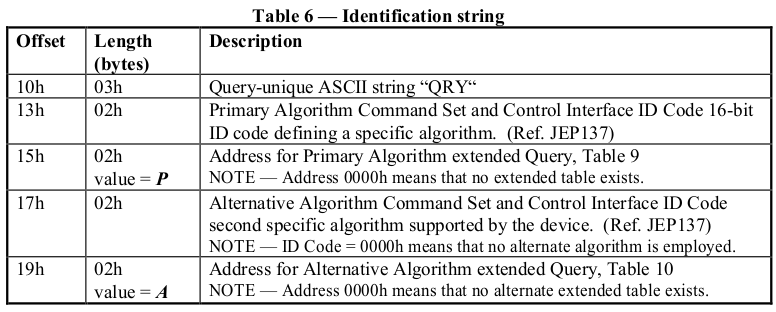 Table 6 — Identification string
Offset Length (bytes) Description
10h 03h Query-unique ASCII string “QRY“
13h 02h Primary Algorithm Command Set and Control Interface ID Code 16-bit
ID code defining a specific algorithm. (Ref. JEP137)
15h 02h Address for Primary Algorithm extended Query, Table 9
value = P NOTE — Address 0000h means that no extended table exists.
17h 02h Alternative Algorithm Command Set and Control Interface ID Code
second specific algorithm supported by the device. (Ref. JEP137)
NOTE — ID Code = 0000h means that no alternate algorithm is employed.
19h 02h Address for Alternative Algorithm extended Query, Table 10
value = A NOTE — Address 0000h means that no alternate extended table exists.